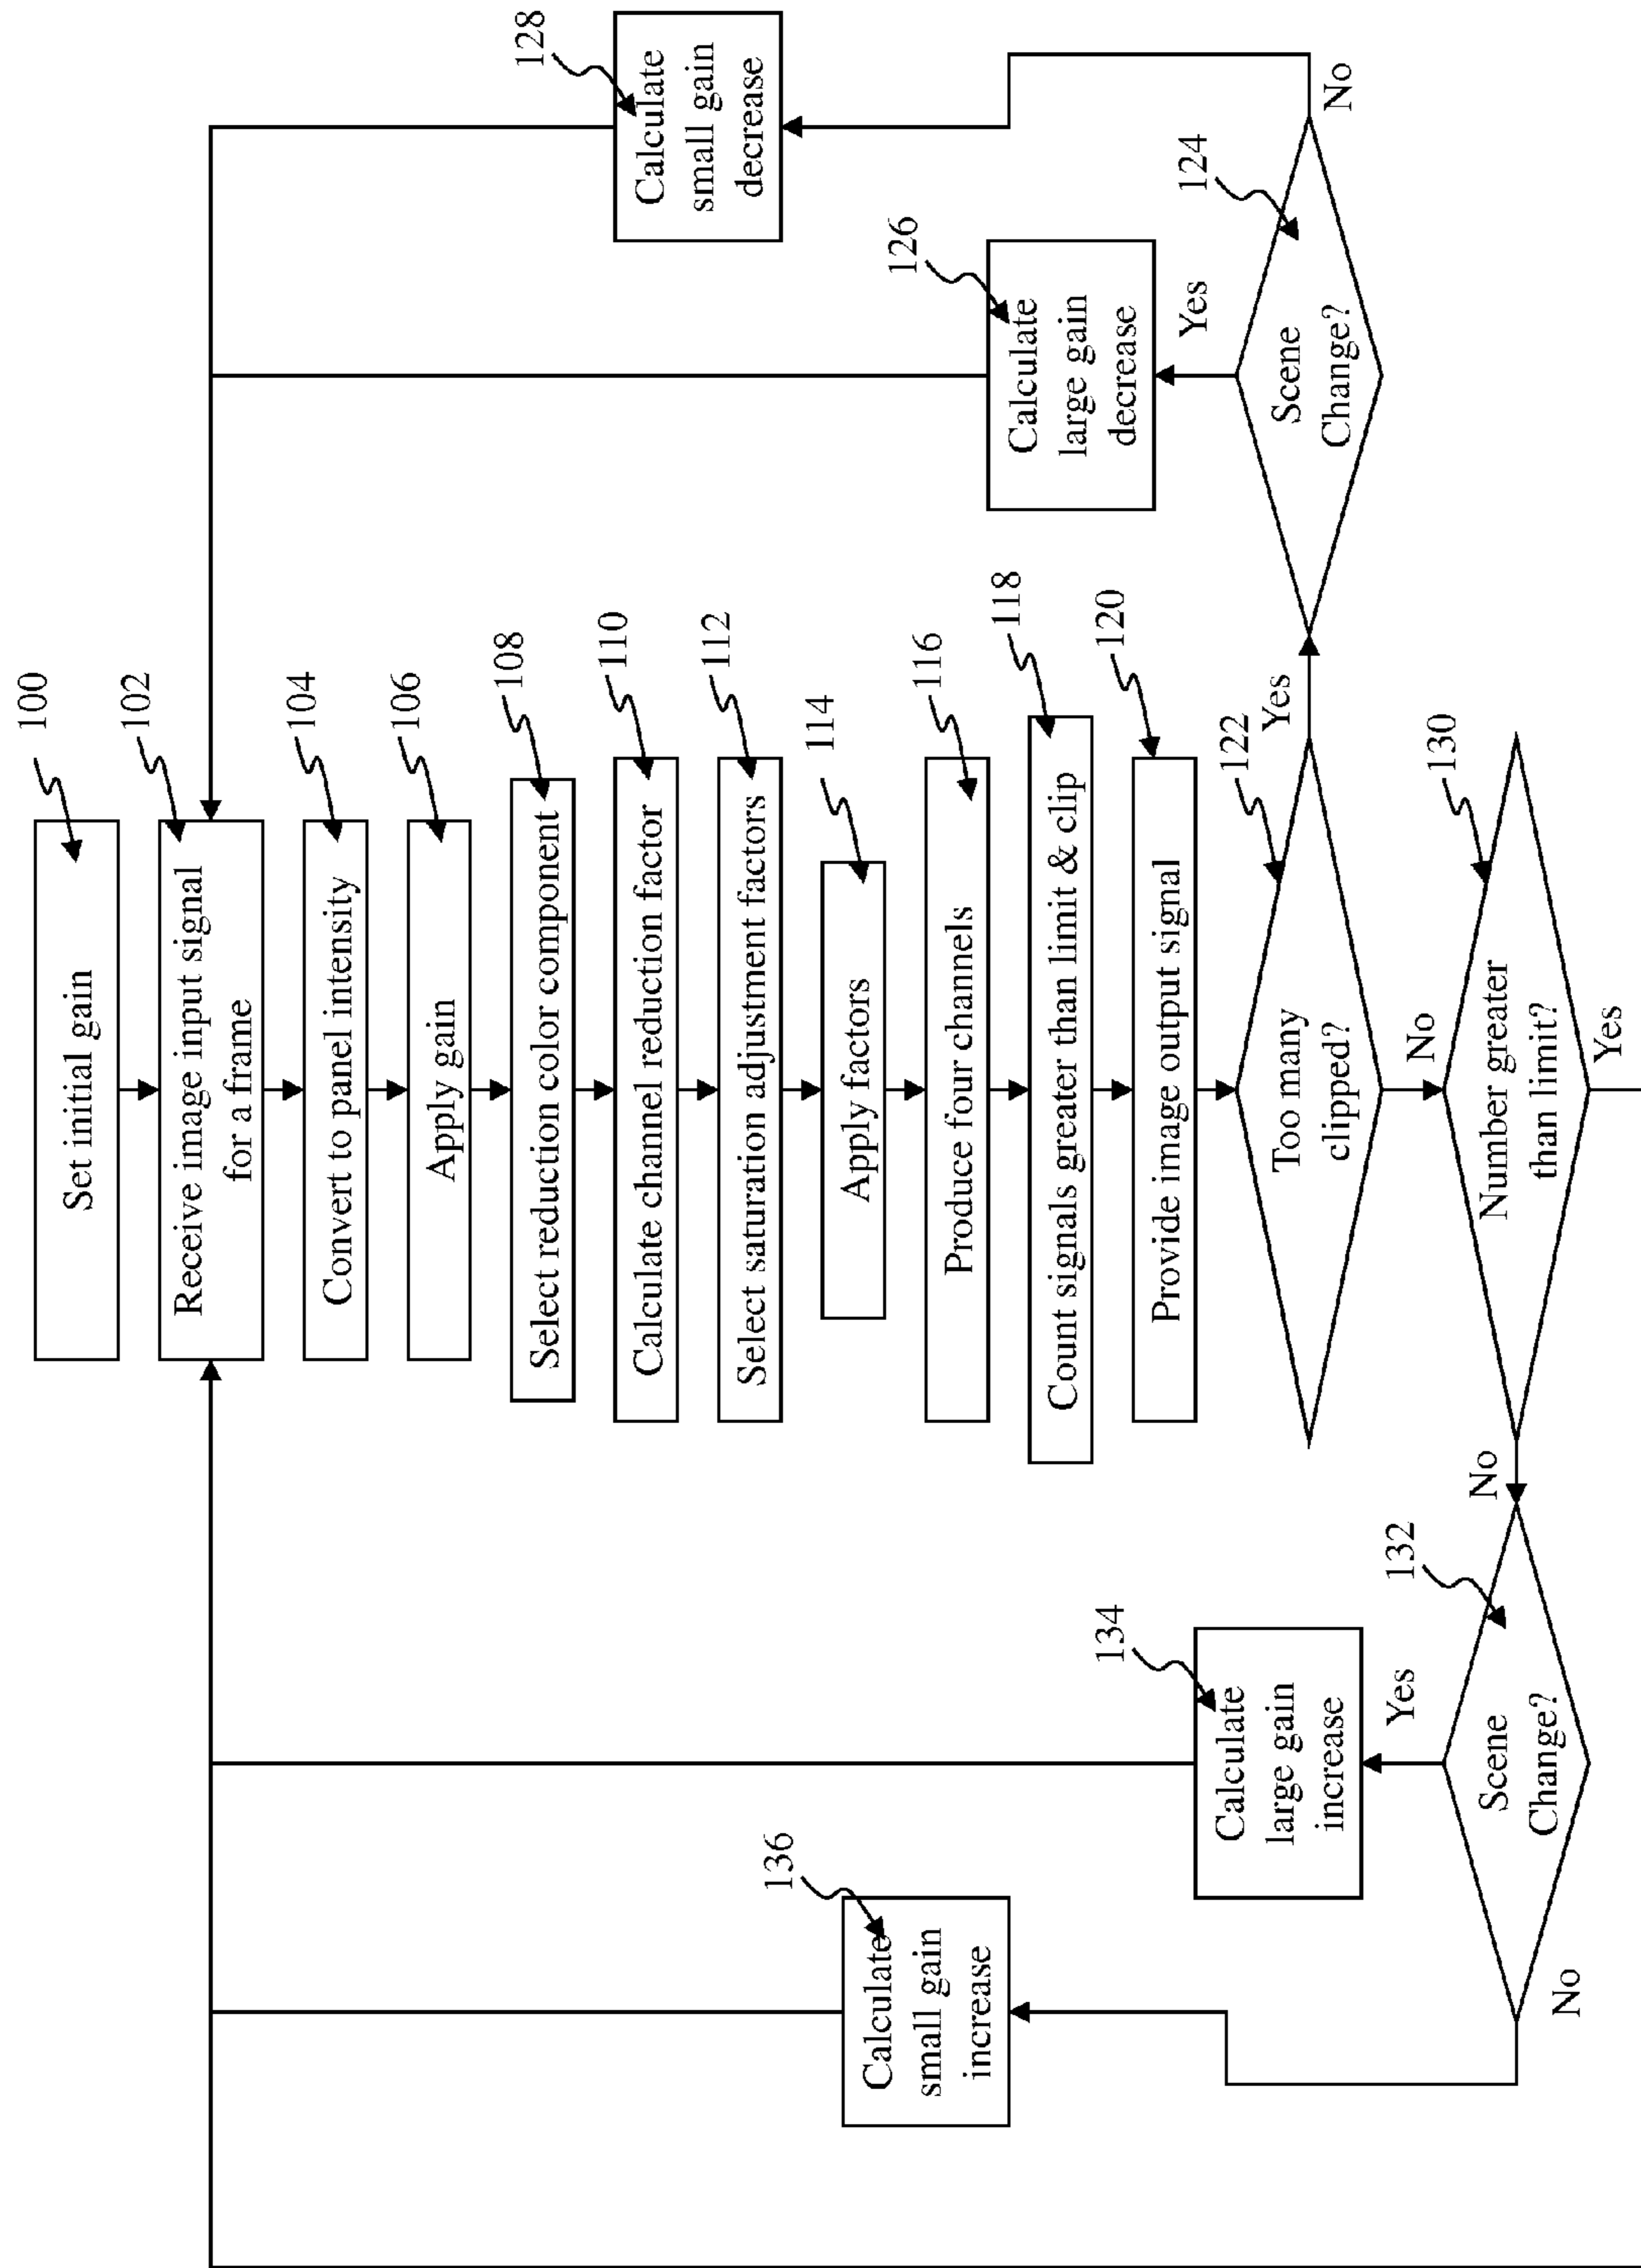 Set initial gain
100
Receive image input signal
for a frame
102
Convert to panel intensity
104
Apply gain
106
Select reduction color component
108
Calculate channel reduction factor
110
Select saturation adjustment factors
112
Apply factors
114
Produce four channels
116
Count signals greater than limit & clip
118
Provide image output signal
120
Too many
clipped?
122
Yes
No
Scene
Change?
124
Yes
No
Calculate
large gain
decrease
126
Calculate
small gain
decrease
128
Number greater
than limit?
130
Yes
No
Scene
Change?
132
Yes
No
Calculate
large gain
increase
134
Calculate
small gain
increase
136